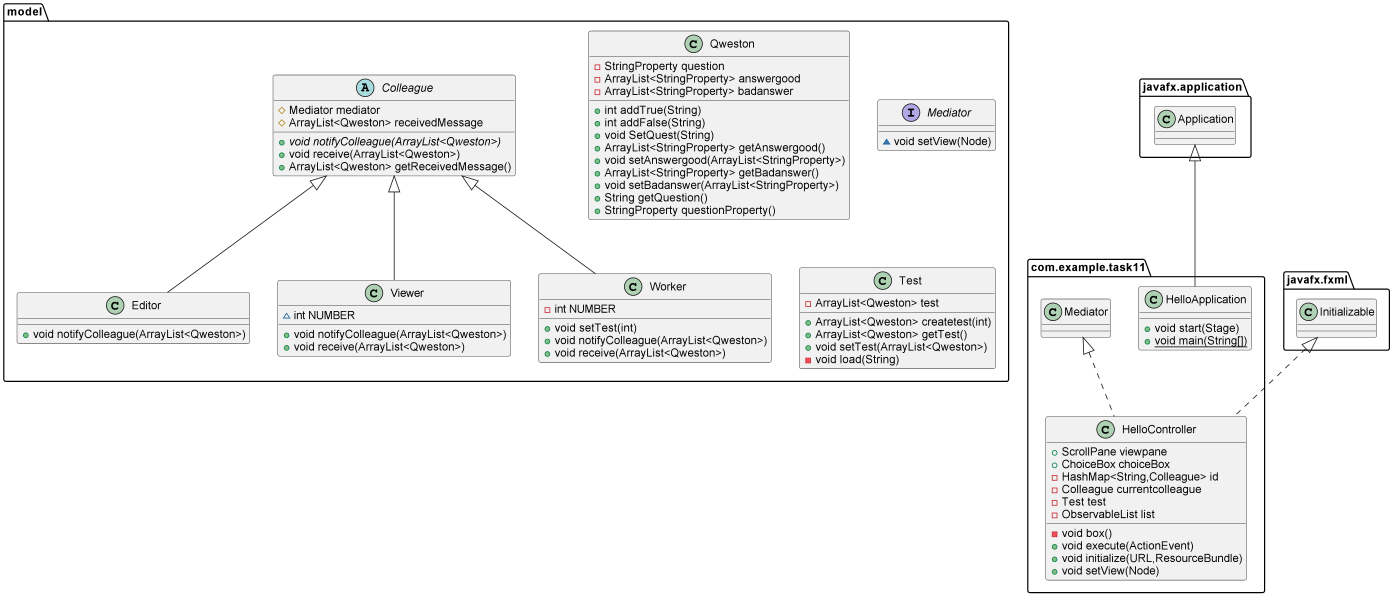 model
A Colleague
Mediator mediator
ArrayList<Qweston> receivedMessage
void notifyColleague(ArrayList<Qweston>)
void receive(ArrayList<Qweston>)
ArrayList<Qweston> getReceivedMessage()
C Qweston
StringProperty question
ArrayList<StringProperty> answergood
ArrayList<StringProperty> badanswer
int addTrue(String)
int addFalse(String)
void SetQuest(String)
ArrayList<StringProperty> getAnswergood()
void setAnswergood(ArrayList<StringProperty>)
ArrayList<StringProperty> getBadanswer()
void setBadanswer(ArrayList<StringProperty>)
String getQuestion()
StringProperty questionProperty()
I Mediator
void setView(Node)
C Editor
void notifyColleague(ArrayList<Qweston>)
C Viewer
int NUMBER
void notifyColleague(ArrayList<Qweston>)
void receive(ArrayList<Qweston>)
C Worker
int NUMBER
void setTest(int)
void notifyColleague(ArrayList<Qweston>)
void receive(ArrayList<Qweston>)
C Test
ArrayList<Qweston> test
ArrayList<Qweston> createtest(int)
ArrayList<Qweston> getTest()
void setTest(ArrayList<Qweston>)
void load(String)
javafx.application
C Application
com.example.task11
C Mediator
C HelloApplication
void start(Stage)
void main(String[])
javafx.fxml
C Initializable
C HelloController
ScrollPane viewpane
ChoiceBox choiceBox
HashMap<String,Colleague> id
Colleague currentcolleague
Test test
ObservableList list
void box()
void execute(ActionEvent)
void initialize(URL,ResourceBundle)
void setView(Node)